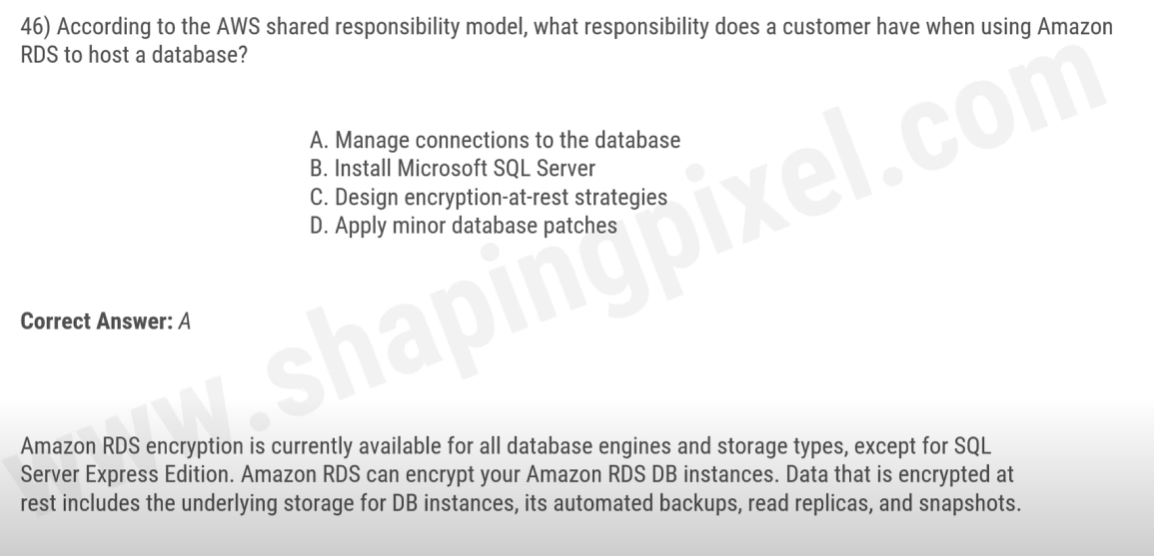 46) According to the AWS shared responsibility model, what responsibility does a customer have when using Amazon
RDS to host a database?
A. Manage connections to the database
B. Install Microsoft SQL Server
C. Design encryption-at-rest strategies
D. Apply minor database patches
Correct Answer: A
Amazon RDS encryption is currently available for all database engines and storage types, except for SQL
Server Express Edition. Amazon RDS can encrypt your Amazon RDS DB instances. Data that is encrypted at
rest includes the underlying storage for DB instances, its automated backups, read replicas, and snapshots.
www.shapingpixel.com